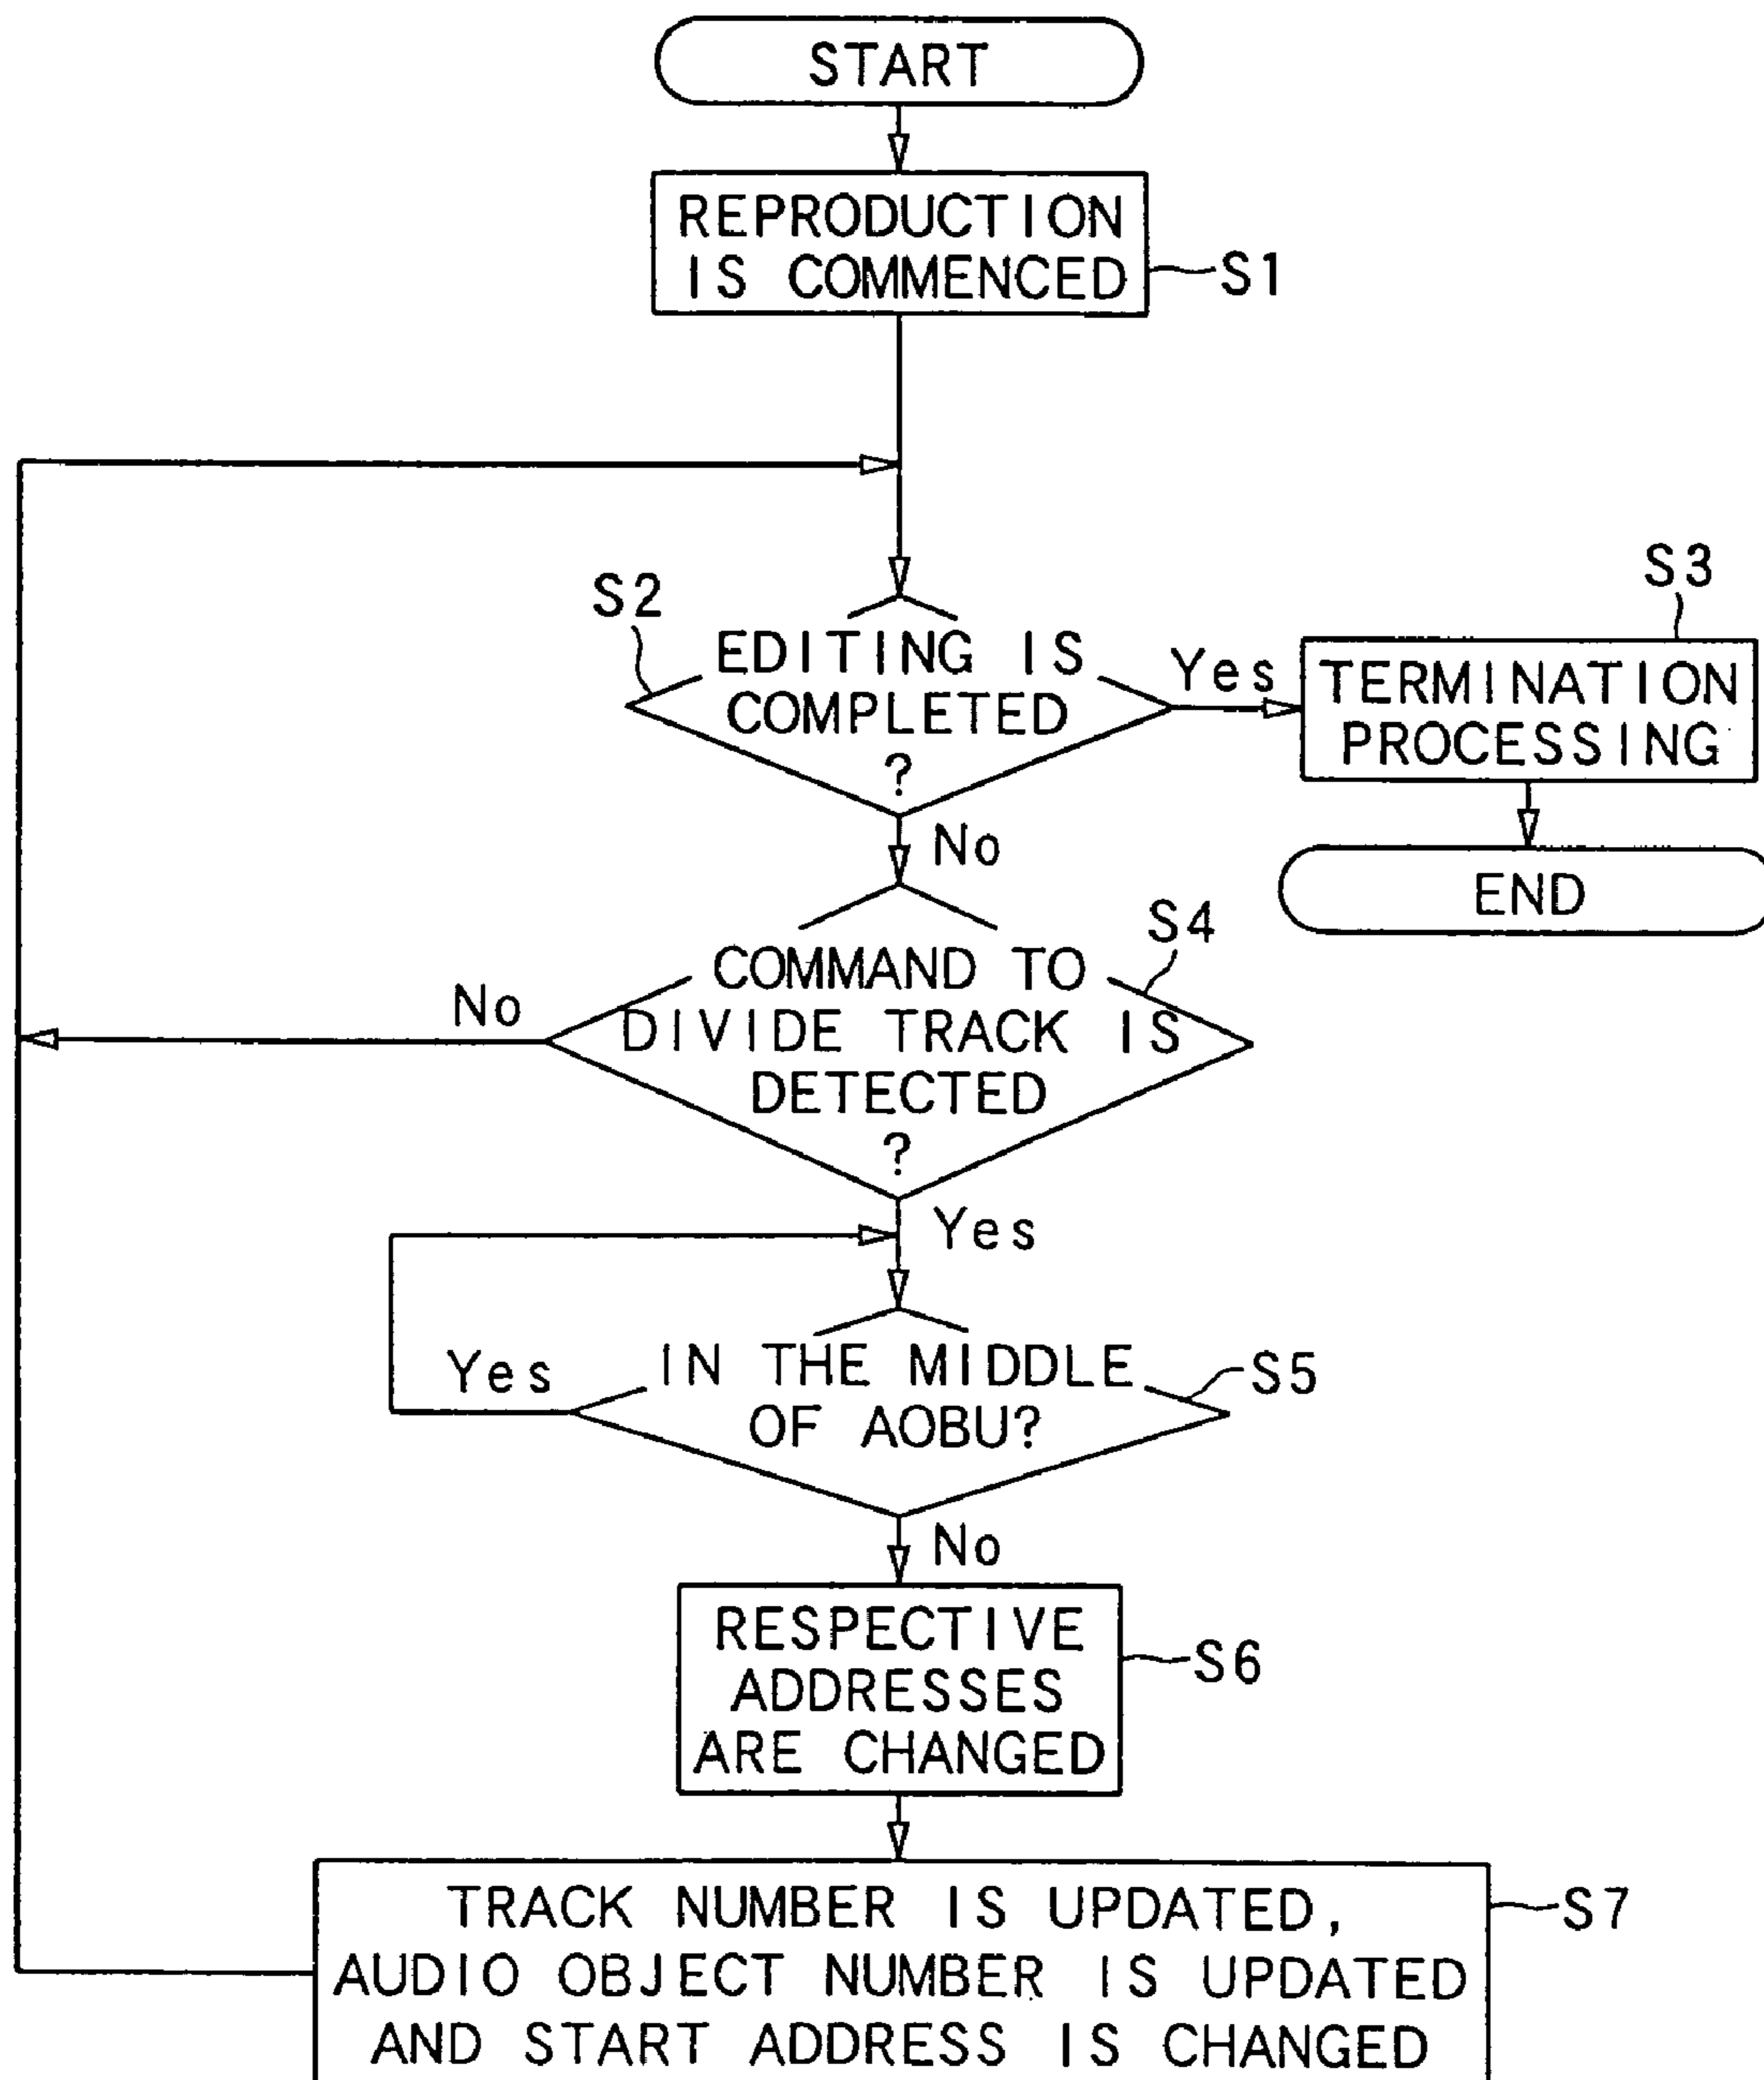 START
REPRODUCTION
IS COMMENCED
S1
S2
EDITING IS
COMPLETED
?
Yes
S3
TERMINATION
PROCESSING
No
END
S4
COMMAND TO
DIVIDE TRACK IS
DETECTED
?
No
Yes
IN THE MIDDLE
OF AOBU?
Yes
S5
No
RESPECTIVE
ADDRESSES
ARE CHANGED
S6
TRACK NUMBER IS UPDATED,
AUDIO OBJECT NUMBER IS UPDATED
AND START ADDRESS IS CHANGED
S7